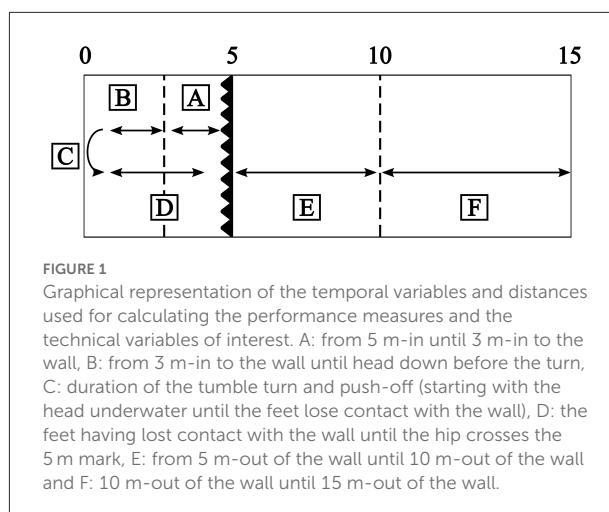 0 5 10 15
B A
C
D E F
FIGURE 1
Graphical representation of the temporal variables and distances
used for calculating the performance measures and the
technical variables of interest. A: from 5 m-in until 3 m-in to the
wall, B: from 3 m-in to the wall until head down before the turn,
C: duration of the tumble turn and push-off (starting with the
head underwater until the feet lose contact with the wall), D: the
feet having lost contact with the wall until the hip crosses the
5 m mark, E: from 5 m-out of the wall until 10 m-out of the wall
and F: 10 m-out of the wall until 15 m-out of the wall.